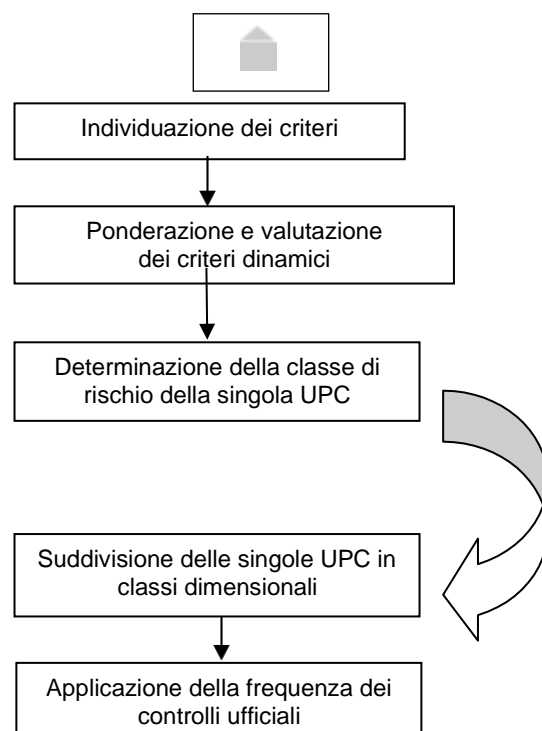 Individuazione dei criteri
Ponderazione e valutazione
dei criteri dinamici
Determinazione della classe di
rischio della singola UPC
Suddivisione delle singole UPC in
classi dimensionali
Applicazione della frequenza dei
controlli ufficiali